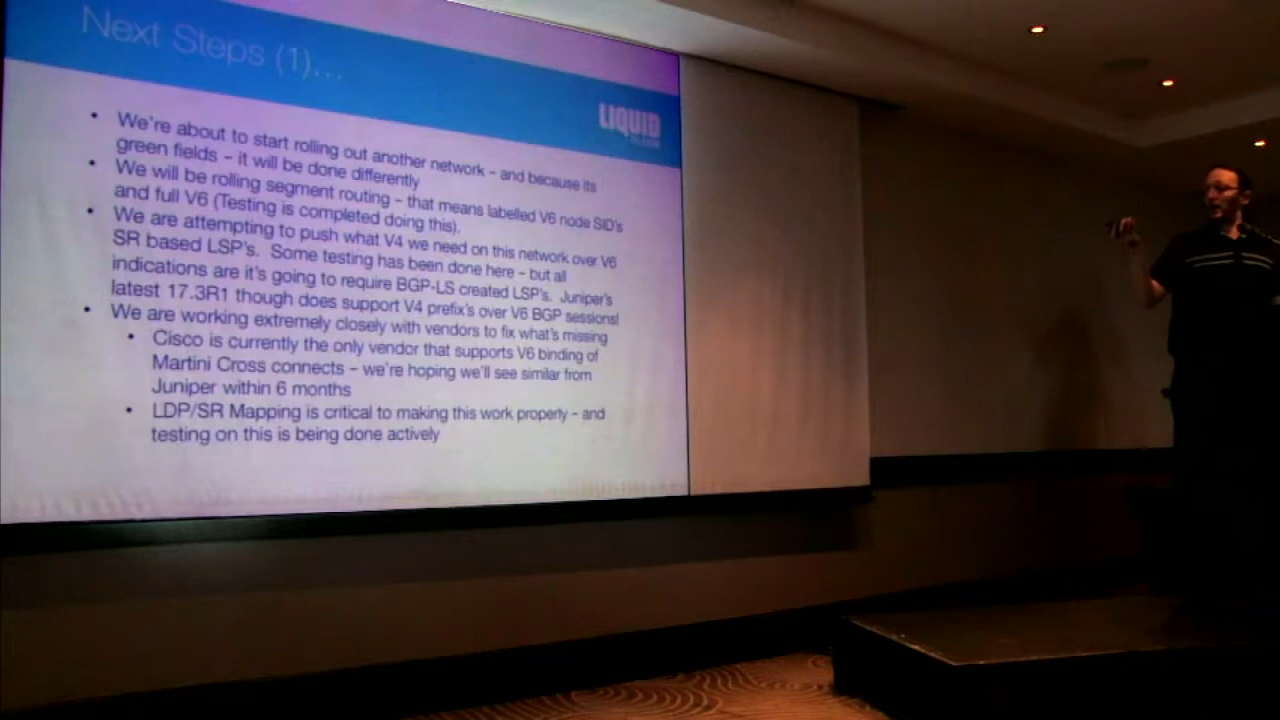 Next Steps (1)...
LIQUID
TELECOM
• We're about to start rolling out another network – and because its
green fields – it will be done differently
• We will be rolling segment routing – that means labelled V6 node SID's
and full V6 (Testing is completed doing this).
• We are attempting to push what V4 we need on this network over V6
SR based LSP's. Some testing has been done here – but all
indications are it's going to require BGP-LS created LSP's. Juniper's
latest 17.3R1 though does support V4 prefix's over V6 BGP sessions!
• We are working extremely closely with vendors to fix what's missing
• Cisco is currently the only vendor that supports V6 binding of
Martini Cross connects – we're hoping we'll see similar from
Juniper within 6 months
• LDP/SR Mapping is critical to making this work properly – and
testing on this is being done actively